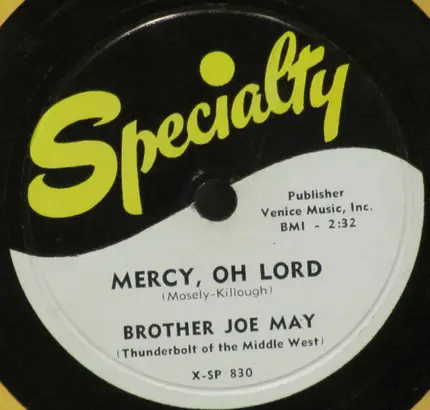 Specialty
Publisher
Venice Music, Inc.
BMI - 2:32
MERCY, OH LORD
(Mosely-Killough)
BROTHER JOE MAY
(Thunderbolt of the Middle West)
X-SP 830